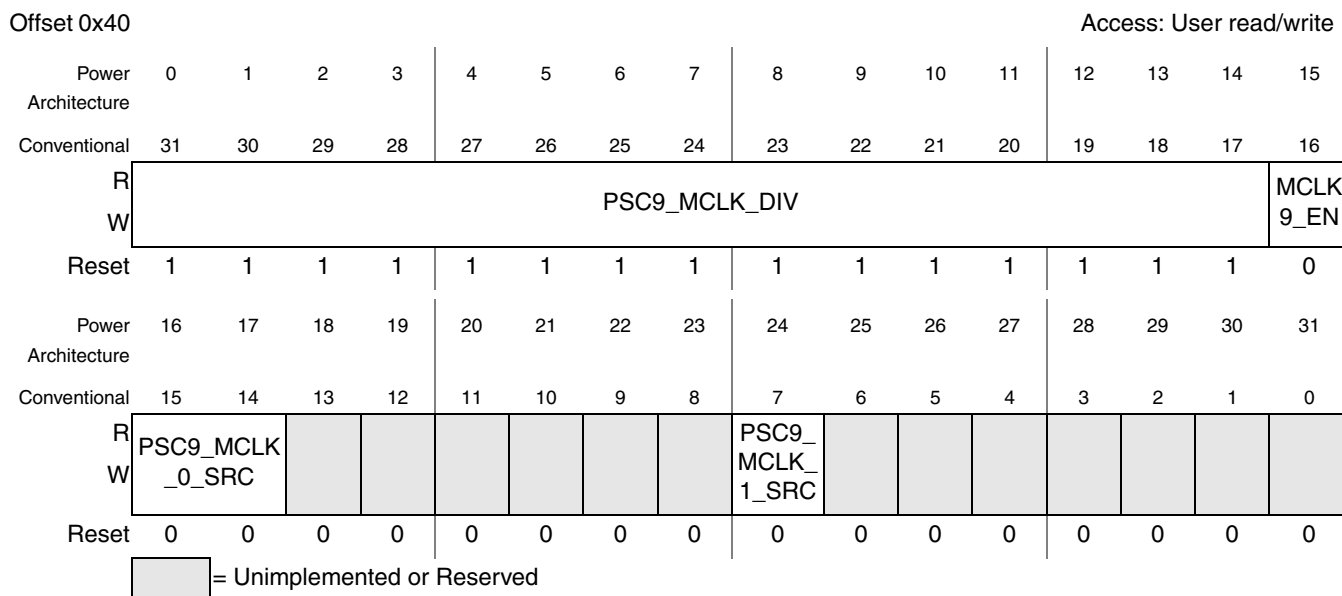 Offset 0x40 Access: User read/write
Power 0 1 2 3 4 5 6 7 8 9 10 11 12 13 14 15
Architecture
Conventional 31 30 29 28 27 26 25 24 23 22 21 20 19 18 17 16
R
PSC9_MCLK_DIV
MCLK
9_EN
W
Reset 1 1 1 1 1 1 1 1 1 1 1 1 1 1 1 0
Power 16 17 18 19 20 21 22 23 24 25 26 27 28 29 30 31
Architecture
Conventional 15 14 13 12 11 10 9 8 7 6 5 4 3 2 1 0
R
PSC9_MCLK
_0_SRC
PSC9_
MCLK_
1_SRC
W
Reset 0 0 0 0 0 0 0 0 0 0 0 0 0 0 0 0
= Unimplemented or Reserved